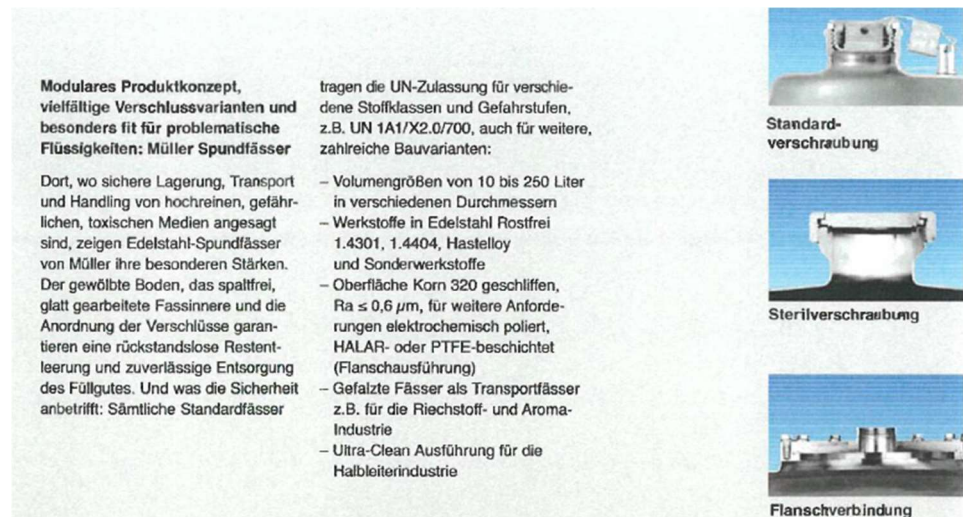 Modulares Produktkonzept,
vielfältige Verschlussvarianten und
besonders fit für problematische
Flüssigkeiten: Müller Spundfässer
Dort, wo sichere Lagerung, Transport
und Handling von hochreinen, gefähr-
lichen, toxischen Medien angesagt
sind, zeigen Edelstahl-Spundfässer
von Müller ihre besonderen Stärken.
Der gewölbte Boden, das spaltfrei,
glatt gearbeitete Fassinnere und die
Anordnung der Verschlüsse garan-
tieren eine rückstandslose Restent-
leerung und zuverlässige Entsorgung
des Füllgutes. Und was die Sicherheit
anbetrifft: Sämtliche Standardfässer
tragen die UN-Zulassung für verschie-
dene Stoffklassen und Gefahrstufen,
z.B. UN 1A1/X2.0/700, auch für weitere,
zahlreiche Bauvarianten:
– Volumengrößen von 10 bis 250 Liter
in verschiedenen Durchmessern
– Werkstoffe in Edelstahl Rostfrei
1.4301, 1.4404, Hastelloy
und Sonderwerkstoffe
– Oberfläche Korn 320 geschliffen,
Ra ≤ 0,6 µm, für weitere Anforde-
rungen elektrochemisch poliert,
HALAR- oder PTFE-beschichtet
(Flanschausführung)
– Gefalzte Fässer als Transportfässer
z.B. für die Riechstoff- und Aroma-
Industrie
– Ultra-Clean Ausführung für die
Halbleiterindustrie
Standard-
verschraubung
Sterilverschraubung
Flanschverbindung